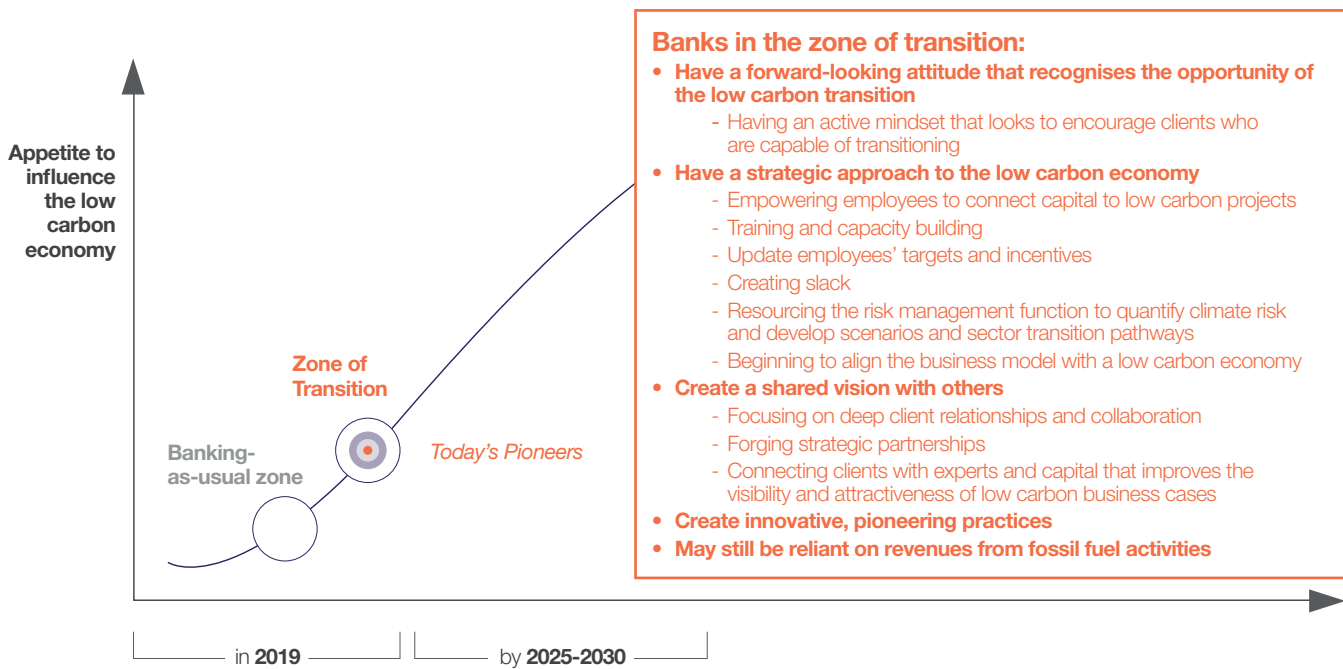 Appetite to
influence
the low
carbon
economy
Banking-
as-usual zone
Zone of
Transition
Today's Pioneers
Banks in the zone of transition:
• Have a forward-looking attitude that recognises the opportunity of
the low carbon transition
- Having an active mindset that looks to encourage clients who
are capable of transitioning
• Have a strategic approach to the low carbon economy
- Empowering employees to connect capital to low carbon projects
- Training and capacity building
- Update employees' targets and incentives
- Creating slack
- Resourcing the risk management function to quantify climate risk
and develop scenarios and sector transition pathways
- Beginning to align the business model with a low carbon economy
• Create a shared vision with others
- Focusing on deep client relationships and collaboration
- Forging strategic partnerships
- Connecting clients with experts and capital that improves the
visibility and attractiveness of low carbon business cases
• Create innovative, pioneering practices
• May still be reliant on revenues from fossil fuel activities
in 2019
by 2025-2030